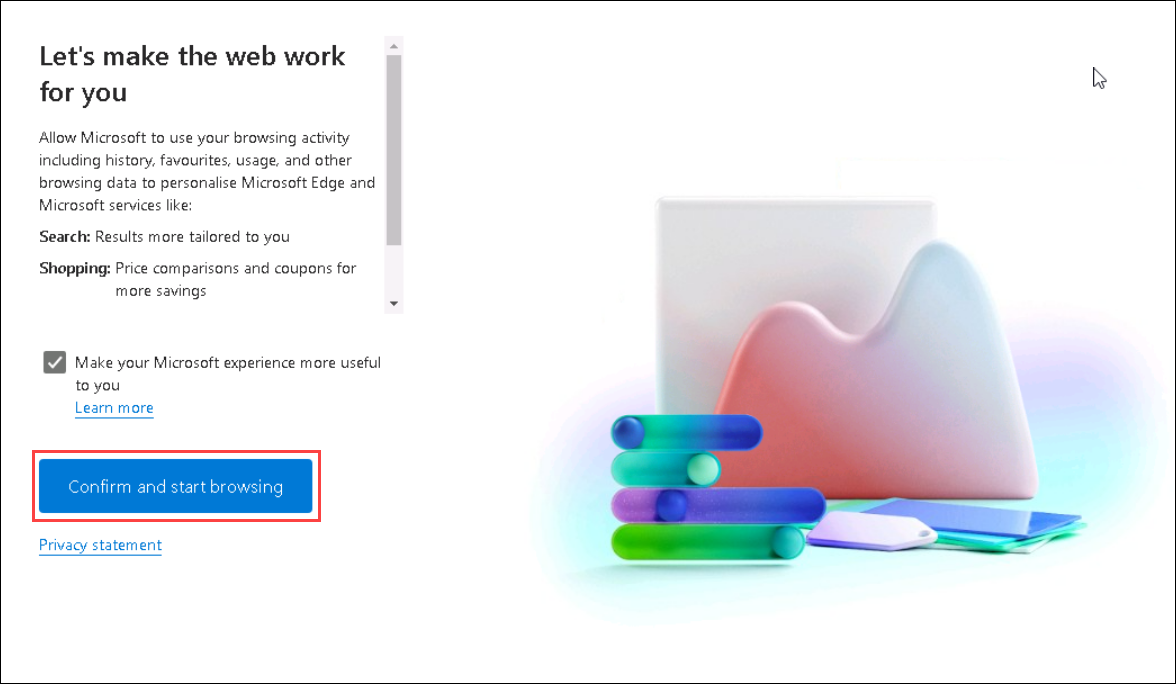 Let's make the web work
for you
Allow Microsoft to use your browsing activity
including history, favourites, usage, and other
browsing data to personalise Microsoft Edge and
Microsoft services like:
Search: Results more tailored to you
Shopping: Price comparisons and coupons for
more savings
Make your Microsoft experience more useful
to you
Learn more
Confirm and start browsing
Privacy statement